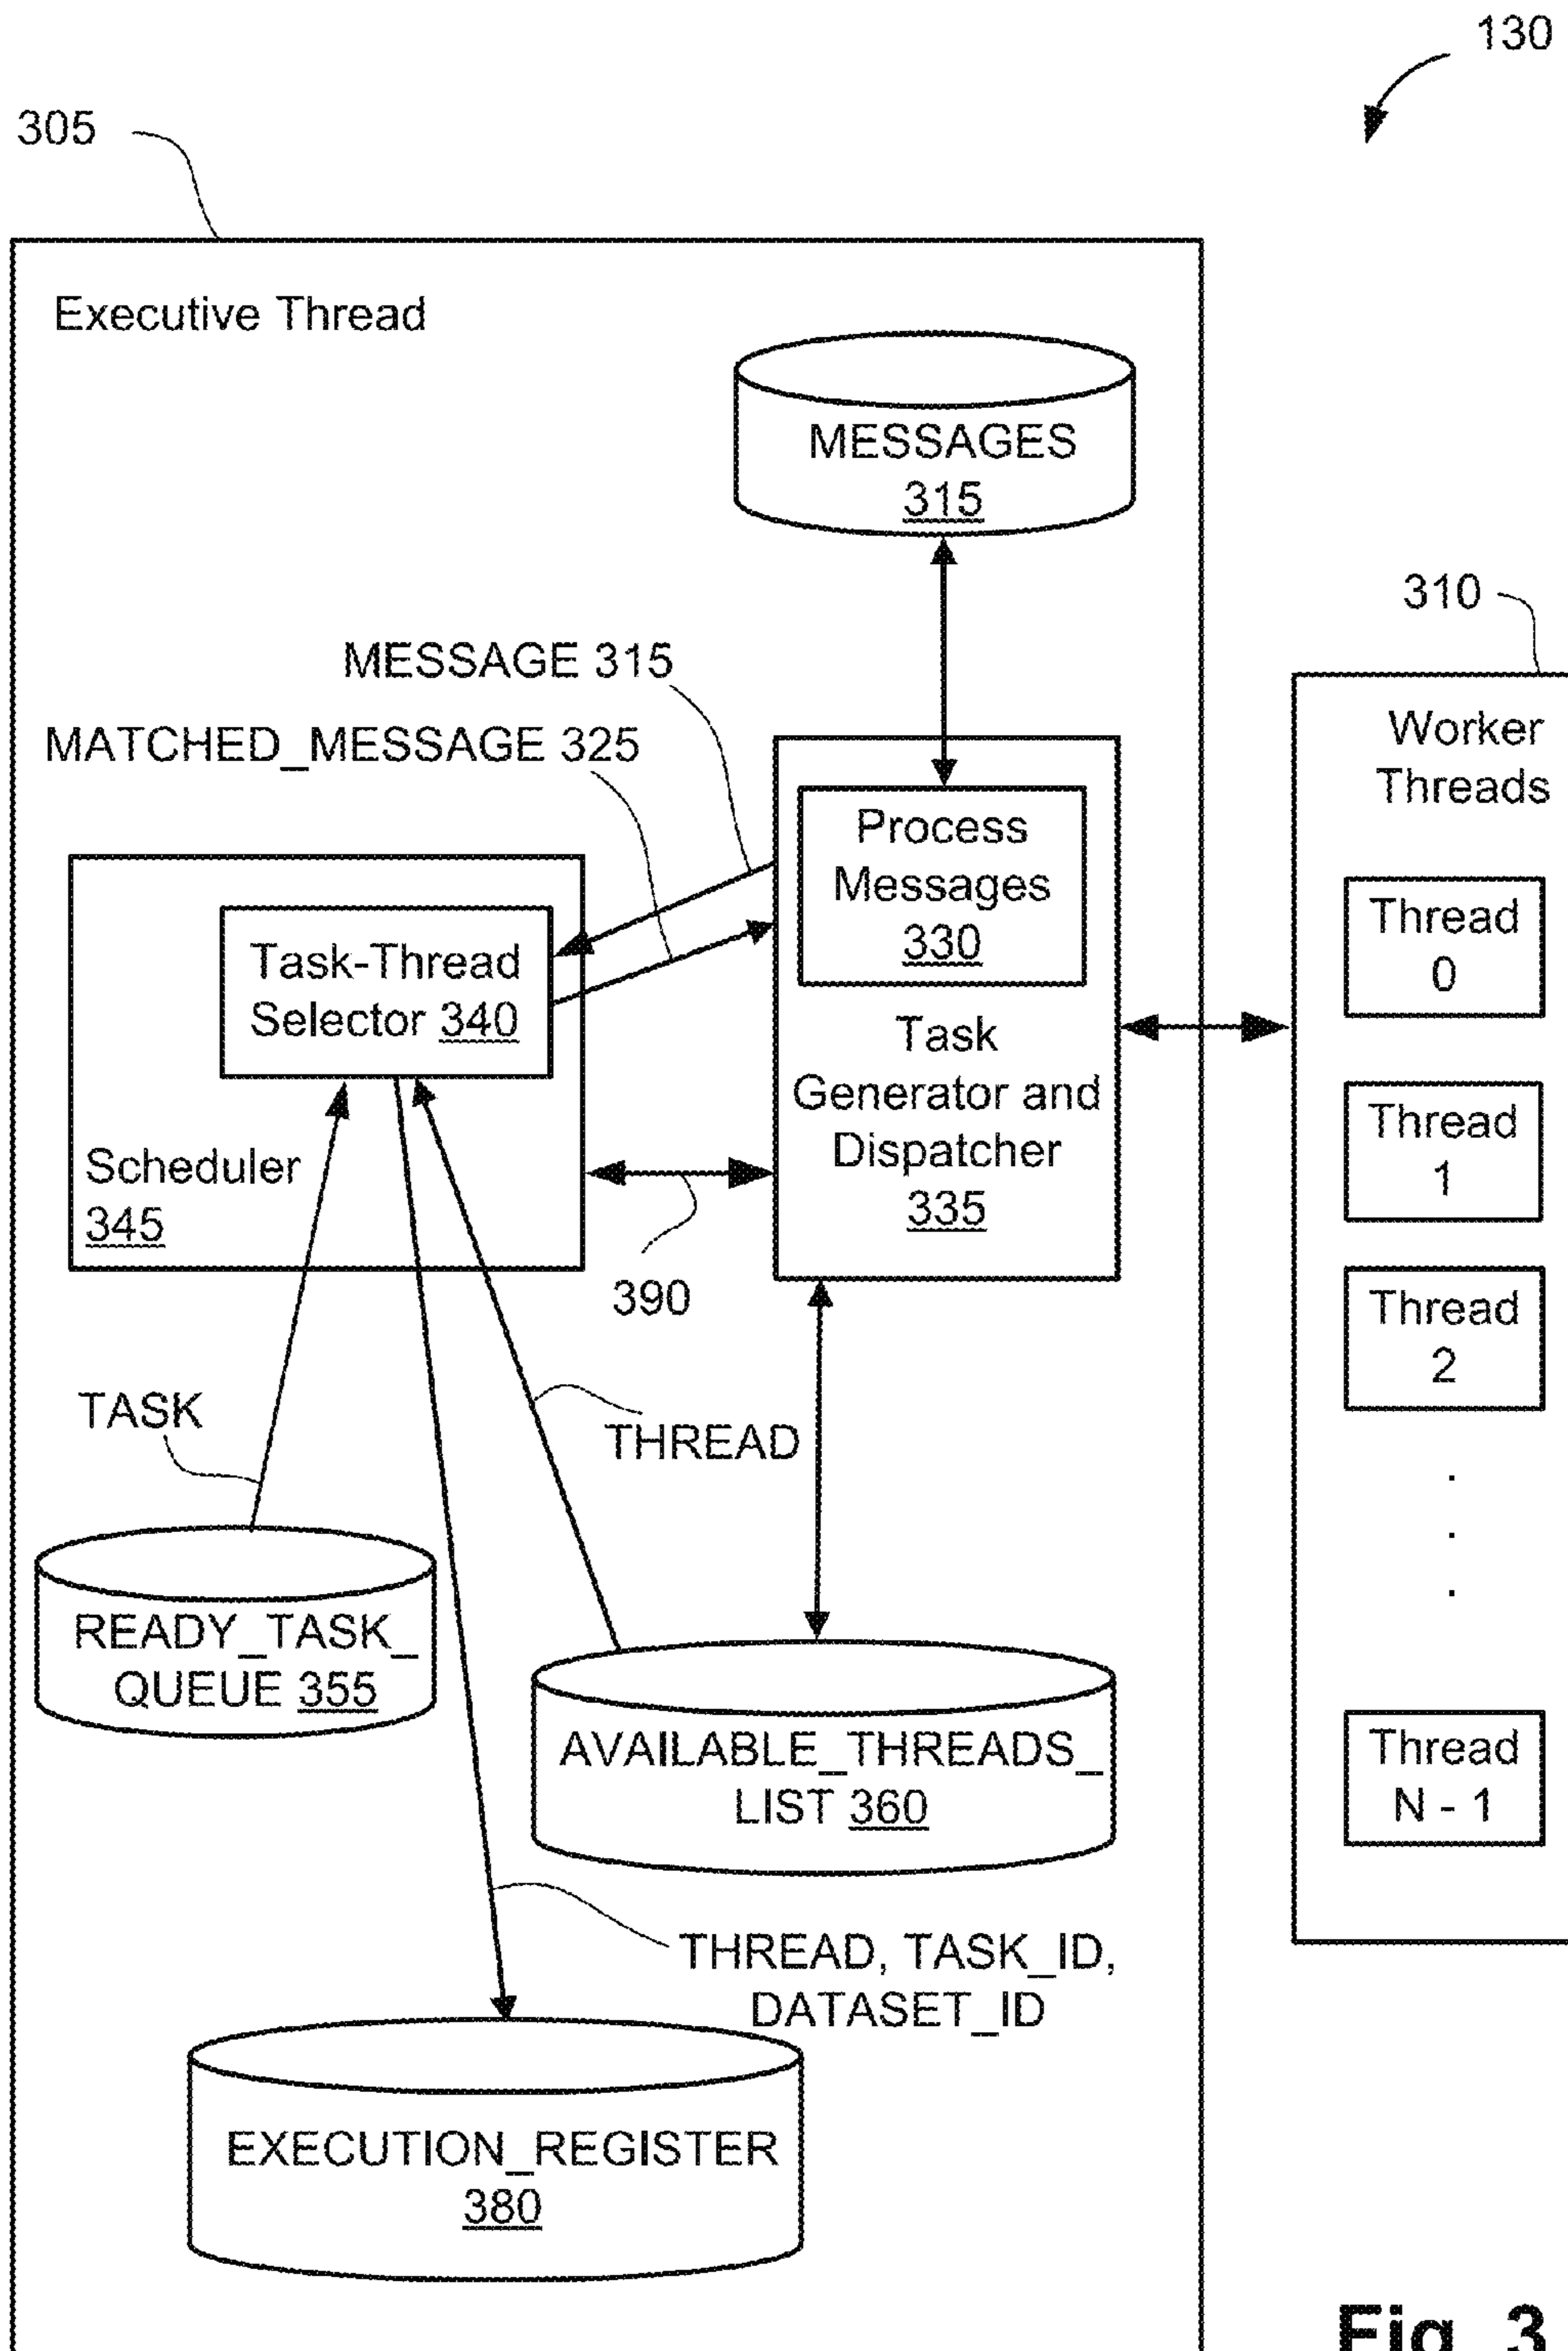 130
305
Executive Thread
MESSAGES
315
310
MESSAGE 315
MATCHED_MESSAGE 325
Worker
Threads
Process
Messages
330
Task-Thread
Selector 340
Thread
0
Task
Generator and
Dispatcher
335
Thread
1
Scheduler
345
390
Thread
2
TASK
THREAD
.
.
.
READY_TASK_
QUEUE 355
AVAILABLE_THREADS_
LIST 360
Thread
N - 1
THREAD, TASK_ID,
DATASET_ID
EXECUTION_REGISTER
380
Fig. 3